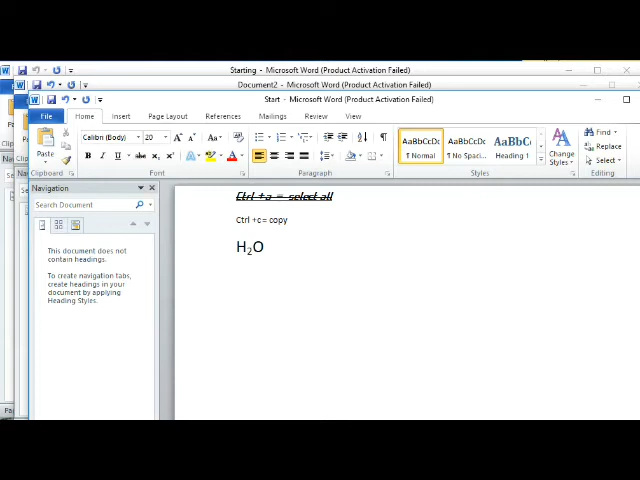 Starting - Microsoft Word (Product Activation Failed)
Document2 - Microsoft Word (Product Activation Failed)
Start - Microsoft Word (Product Activation Failed)
File Home Insert Page Layout References Mailings Review View
Calibri (Body) 20
Paste
B I U abc X₂ X² A
AaBbCcDc AaBbCcDc AaBbC
¶ Normal ¶ No Spaci... Heading 1
Change
Styles
Find
Replace
Select
Clipboard Font Paragraph Styles Editing
Navigation
Search Document
This document does not
contain headings.
To create navigation tabs,
create headings in your
document by applying
Heading Styles.
Ctrl +a = select all
Ctrl +c= copy
H₂O